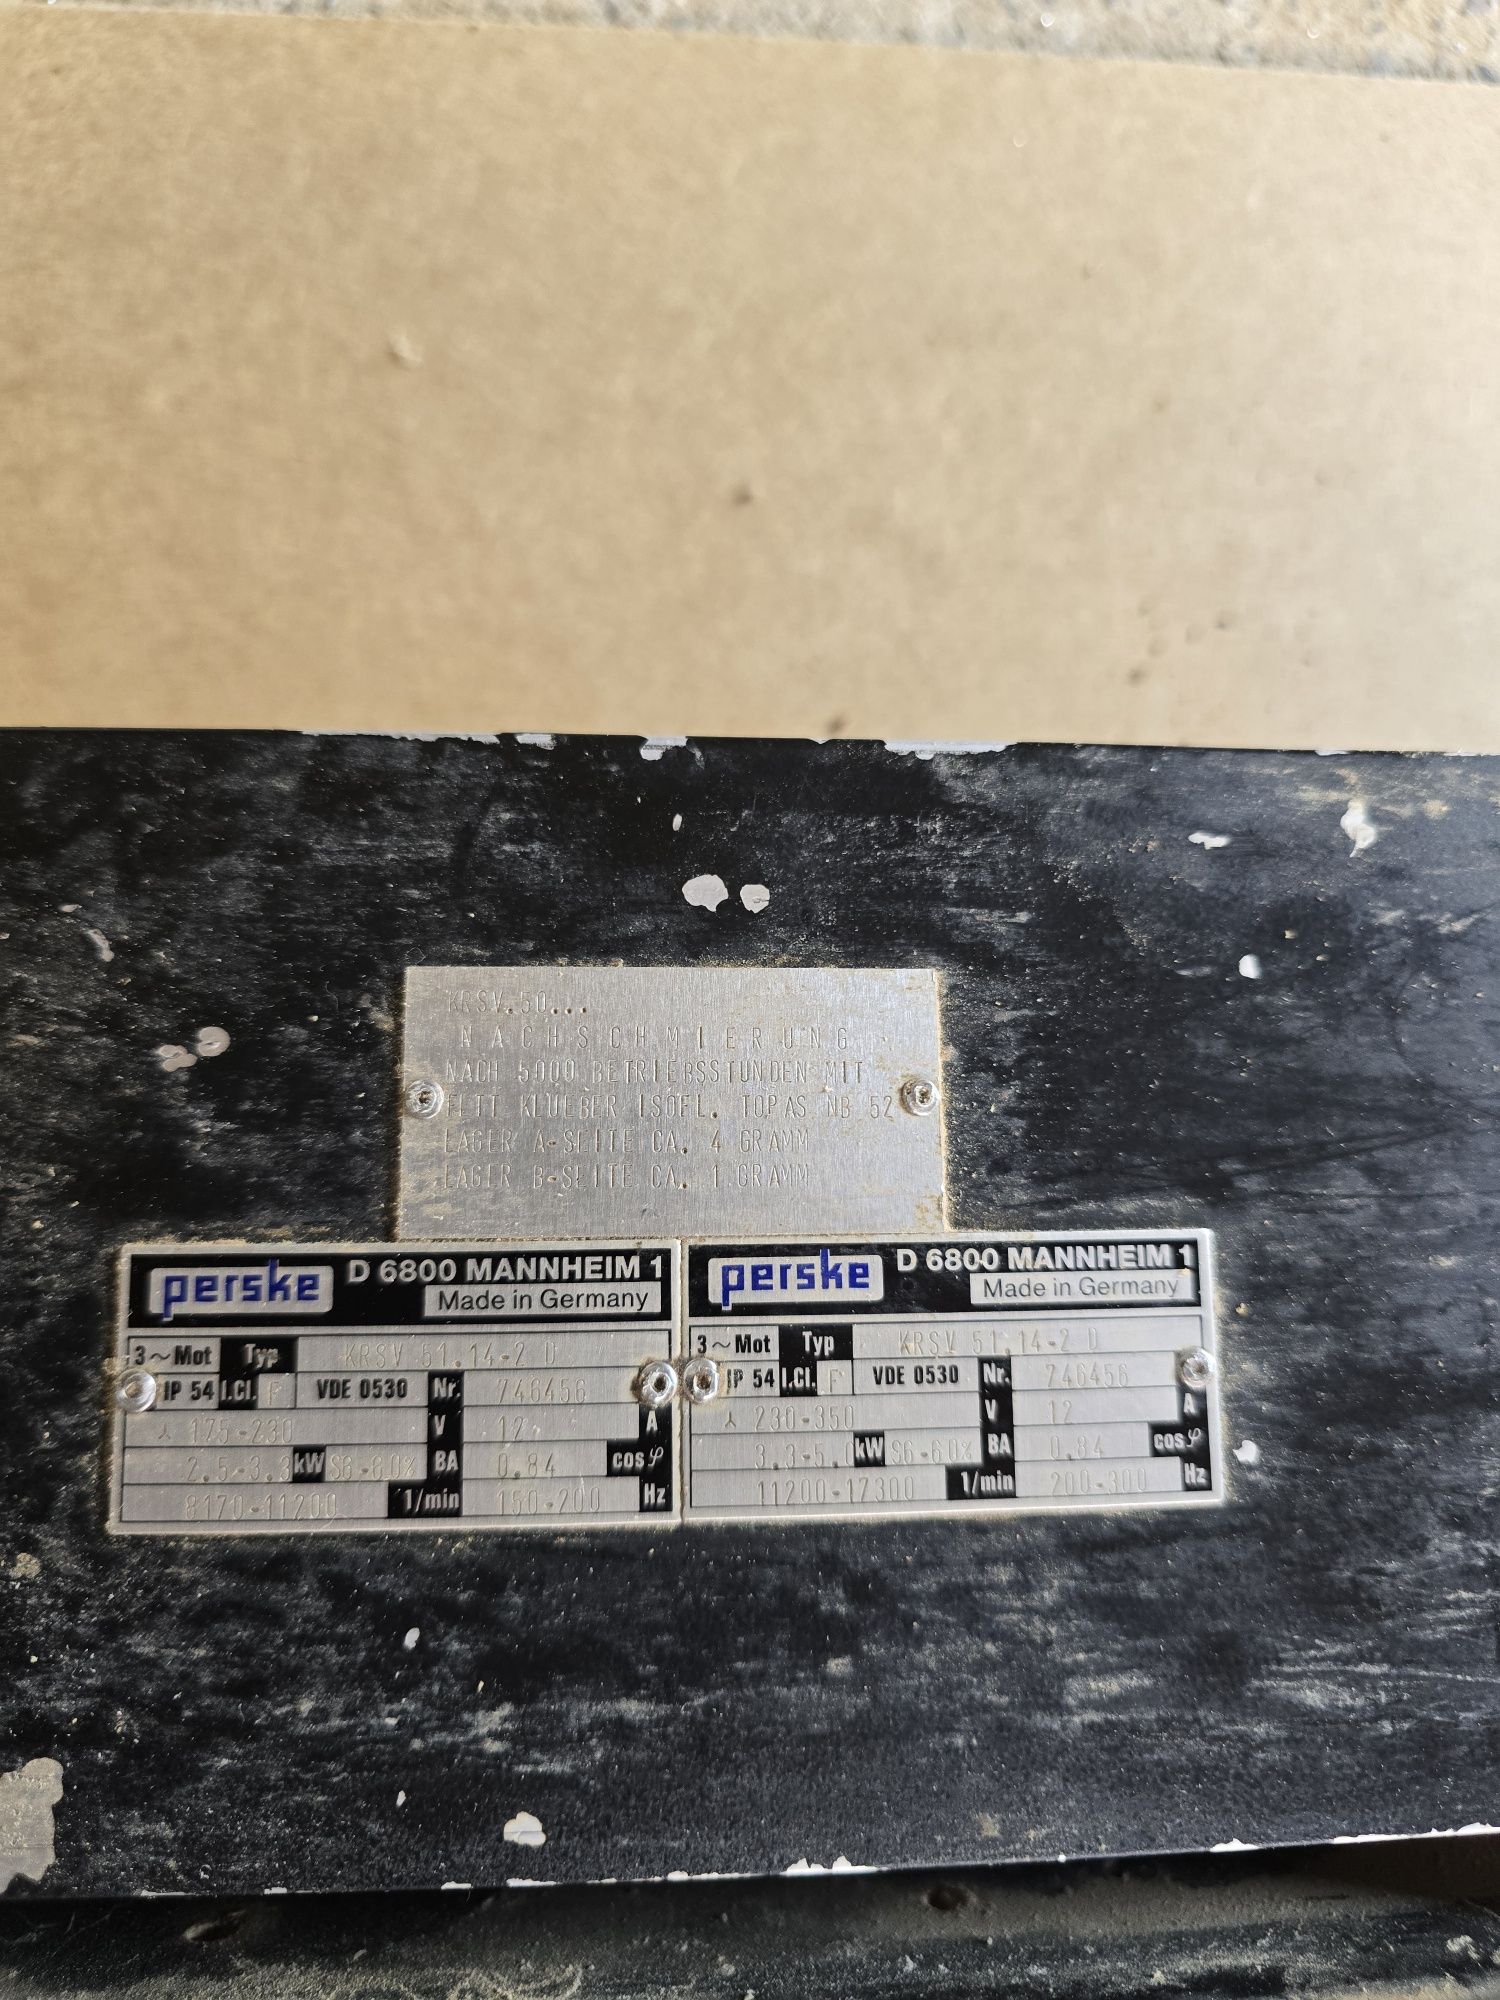 KRSV.50...
NACHSCHMIERUNG
NACH 5000 BETRIEBSSTUNDEN MIT
FETT KLUEBER ISOFL. TOPAS NB 52
LAGER A-SEITE CA. 4 GRAMM
LAGER B-SEITE CA. 1 GRAMM
perske D 6800 MANNHEIM 1
Made in Germany
3~Mot Typ KRSV 51.14-2 D
IP 54 I.Cl. F VDE 0530 Nr. 746456
⅄ 175-230 V 12 A
2.5-3.3 kW S6-60% BA 0.84 cos φ
8170-11200 1/min 150-200 Hz
perske D 6800 MANNHEIM 1
Made in Germany
3~Mot Typ KRSV 51.14-2 D
IP 54 I.Cl. F VDE 0530 Nr. 746456
⅄ 230-350 V 12 A
3.3-5.0 kW S6-60% BA 0.84 cos φ
11200-17300 1/min 200-300 Hz